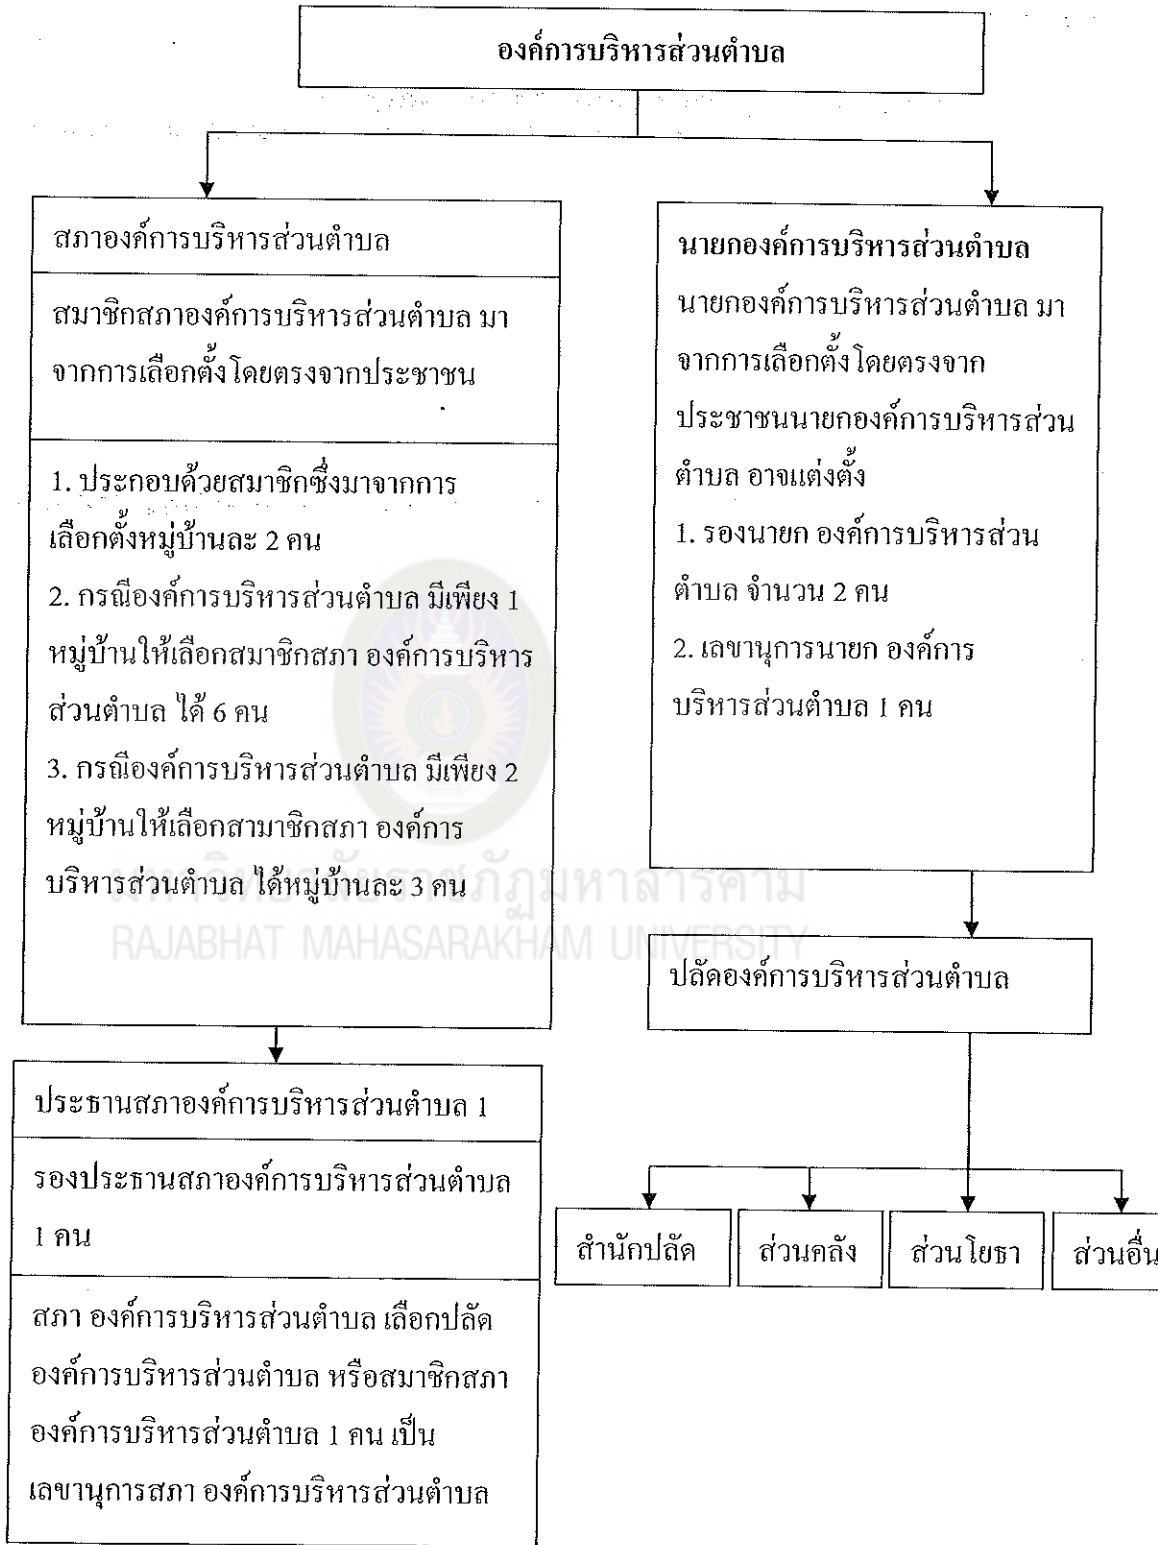 องค์การบริหารส่วนตำบล
สภาองค์การบริหารส่วนตำบล
สมาชิกสภาองค์การบริหารส่วนตำบล มา
จากการเลือกตั้งโดยตรงจากประชาชน
1. ประกอบด้วยสมาชิกซึ่งมาจากการ
เลือกตั้งหมู่บ้านละ 2 คน
2. กรณีองค์การบริหารส่วนตำบล มีเพียง 1
หมู่บ้านให้เลือกสมาชิกสภา องค์การบริหาร
ส่วนตำบล ได้ 6 คน
3. กรณีองค์การบริหารส่วนตำบล มีเพียง 2
หมู่บ้านให้เลือกสามาชิกสภา องค์การ
บริหารส่วนตำบล ได้หมู่บ้านละ 3 คน
นายกองค์การบริหารส่วนตำบล
นายกองค์การบริหารส่วนตำบล มา
จากการเลือกตั้งโดยตรงจาก
ประชาชนนายกองค์การบริหารส่วน
ตำบล อาจแต่งตั้ง
1. รองนายก องค์การบริหารส่วน
ตำบล จำนวน 2 คน
2. เลขานุการนายก องค์การ
บริหารส่วนตำบล 1 คน
มหาวิทยาลัยราชภัฏมหาสารคาม
RAJABHAT MAHASARAKHAM UNIVERSITY
ปลัดองค์การบริหารส่วนตำบล
ประธานสภาองค์การบริหารส่วนตำบล 1
รองประธานสภาองค์การบริหารส่วนตำบล
1 คน
สภา องค์การบริหารส่วนตำบล เลือกปลัด
องค์การบริหารส่วนตำบล หรือสมาชิกสภา
องค์การบริหารส่วนตำบล 1 คน เป็น
เลขานุการสภา องค์การบริหารส่วนตำบล
สำนักปลัด
ส่วนคลัง
ส่วนโยธา
ส่วนอื่น